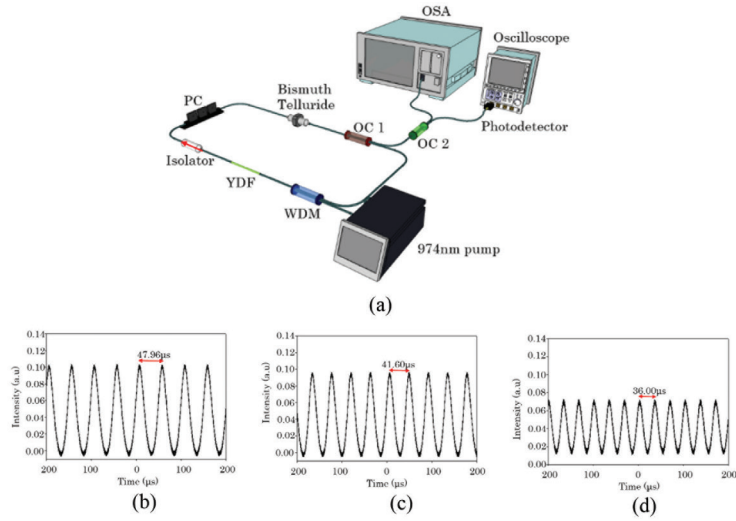 OSA
Oscilloscope
PC
Bismuth
Telluride
OC 1
OC 2
Photodetector
Isolator
YDF
WDM
974nm pump
(a)
0.14
0.12
0.10
0.08
0.06
0.04
0.02
0.00
Intensity (a.u)
47.96µs
200
100
0
100
200
Time (µs)
(b)
0.14
0.12
0.10
0.08
0.06
0.04
0.02
0.00
Intensity (a.u)
41.60µs
200
100
0
100
200
Time (µs)
(c)
0.14
0.12
0.10
0.08
0.06
0.04
0.02
0.00
Intensity (a.u)
36.00µs
200
100
0
100
200
Time (µs)
(d)